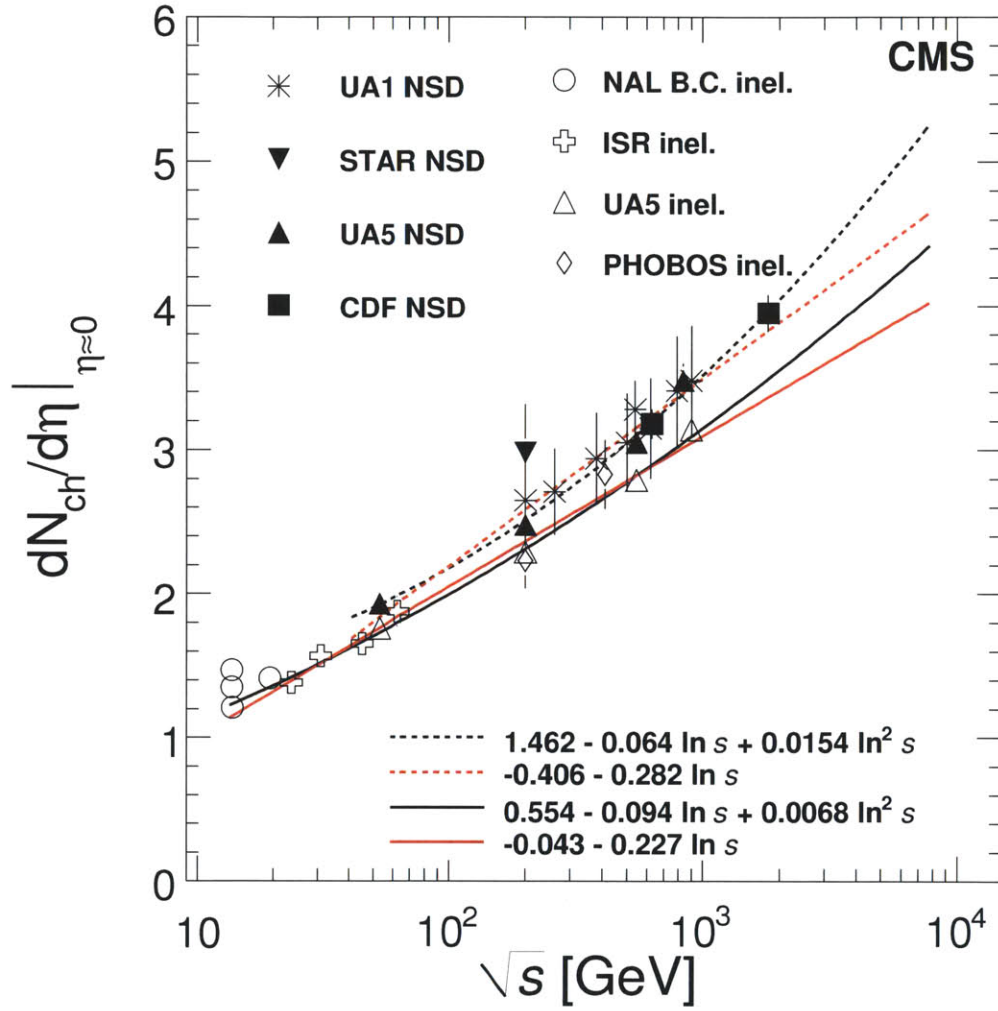 6
5
4
3
2
1
0
dN_ch/dη|η≈0
CMS
UA1 NSD
STAR NSD
UA5 NSD
CDF NSD
NAL B.C. inel.
ISR inel.
UA5 inel.
PHOBOS inel.
1.462 - 0.064 ln s + 0.0154 ln² s
-0.406 - 0.282 ln s
0.554 - 0.094 ln s + 0.0068 ln² s
-0.043 - 0.227 ln s
10 10² 10³ 10⁴
√s [GeV]